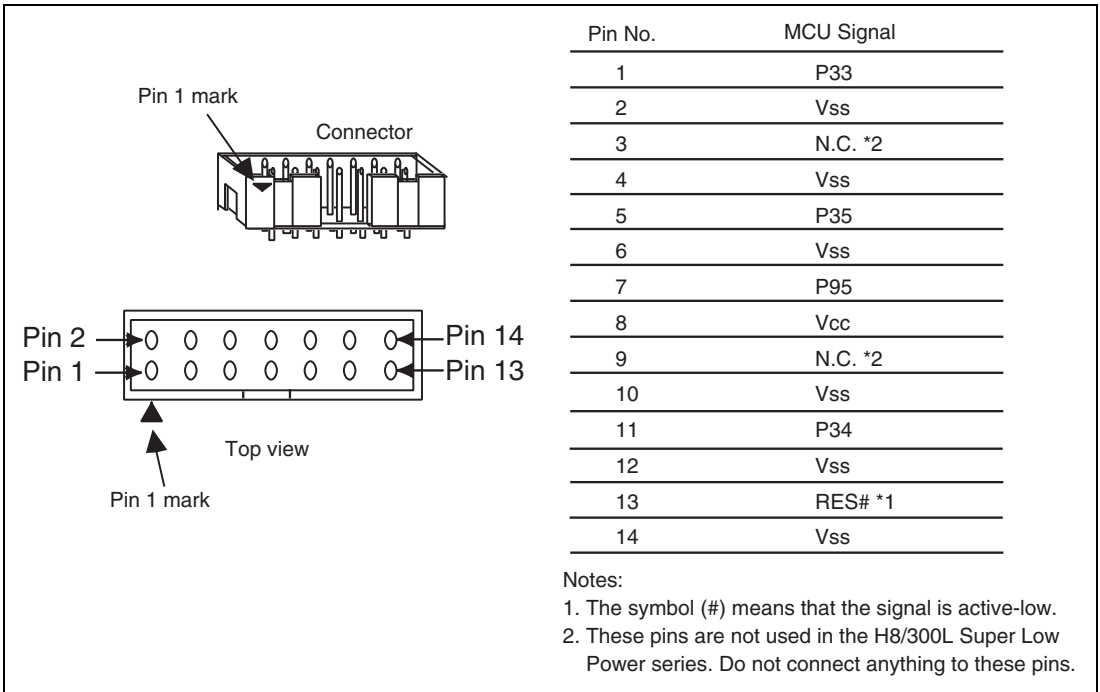 Pin 1 mark
Connector
Pin 2
Pin 14
Pin 1
Pin 13
Top view
Pin 1 mark
Pin No. MCU Signal
1 P33
2 Vss
3 N.C. *2
4 Vss
5 P35
6 Vss
7 P95
8 Vcc
9 N.C. *2
10 Vss
11 P34
12 Vss
13 RES# *1
14 Vss
Notes:
1. The symbol (#) means that the signal is active-low.
2. These pins are not used in the H8/300L Super Low
Power series. Do not connect anything to these pins.